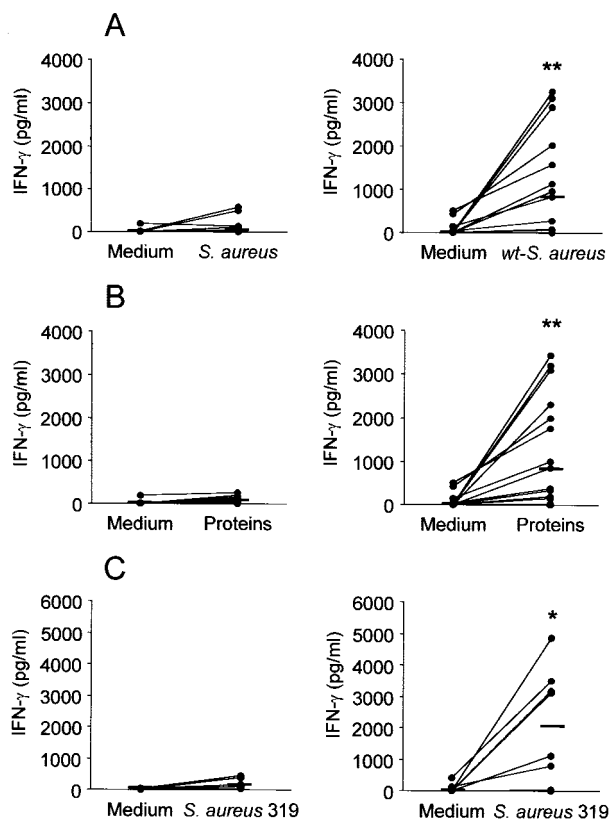 A
IFN-γ (pg/ml)
4000
3000
2000
1000
0
Medium S. aureus
IFN-γ (pg/ml)
4000
3000
2000
1000
0
**
Medium wt-S. aureus
B
IFN-γ (pg/ml)
4000
3000
2000
1000
0
Medium Proteins
IFN-γ (pg/ml)
4000
3000
2000
1000
0
**
Medium Proteins
C
IFN-γ (pg/ml)
6000
5000
4000
3000
2000
1000
0
Medium S. aureus 319
IFN-γ (pg/ml)
6000
5000
4000
3000
2000
1000
0
*
Medium S. aureus 319